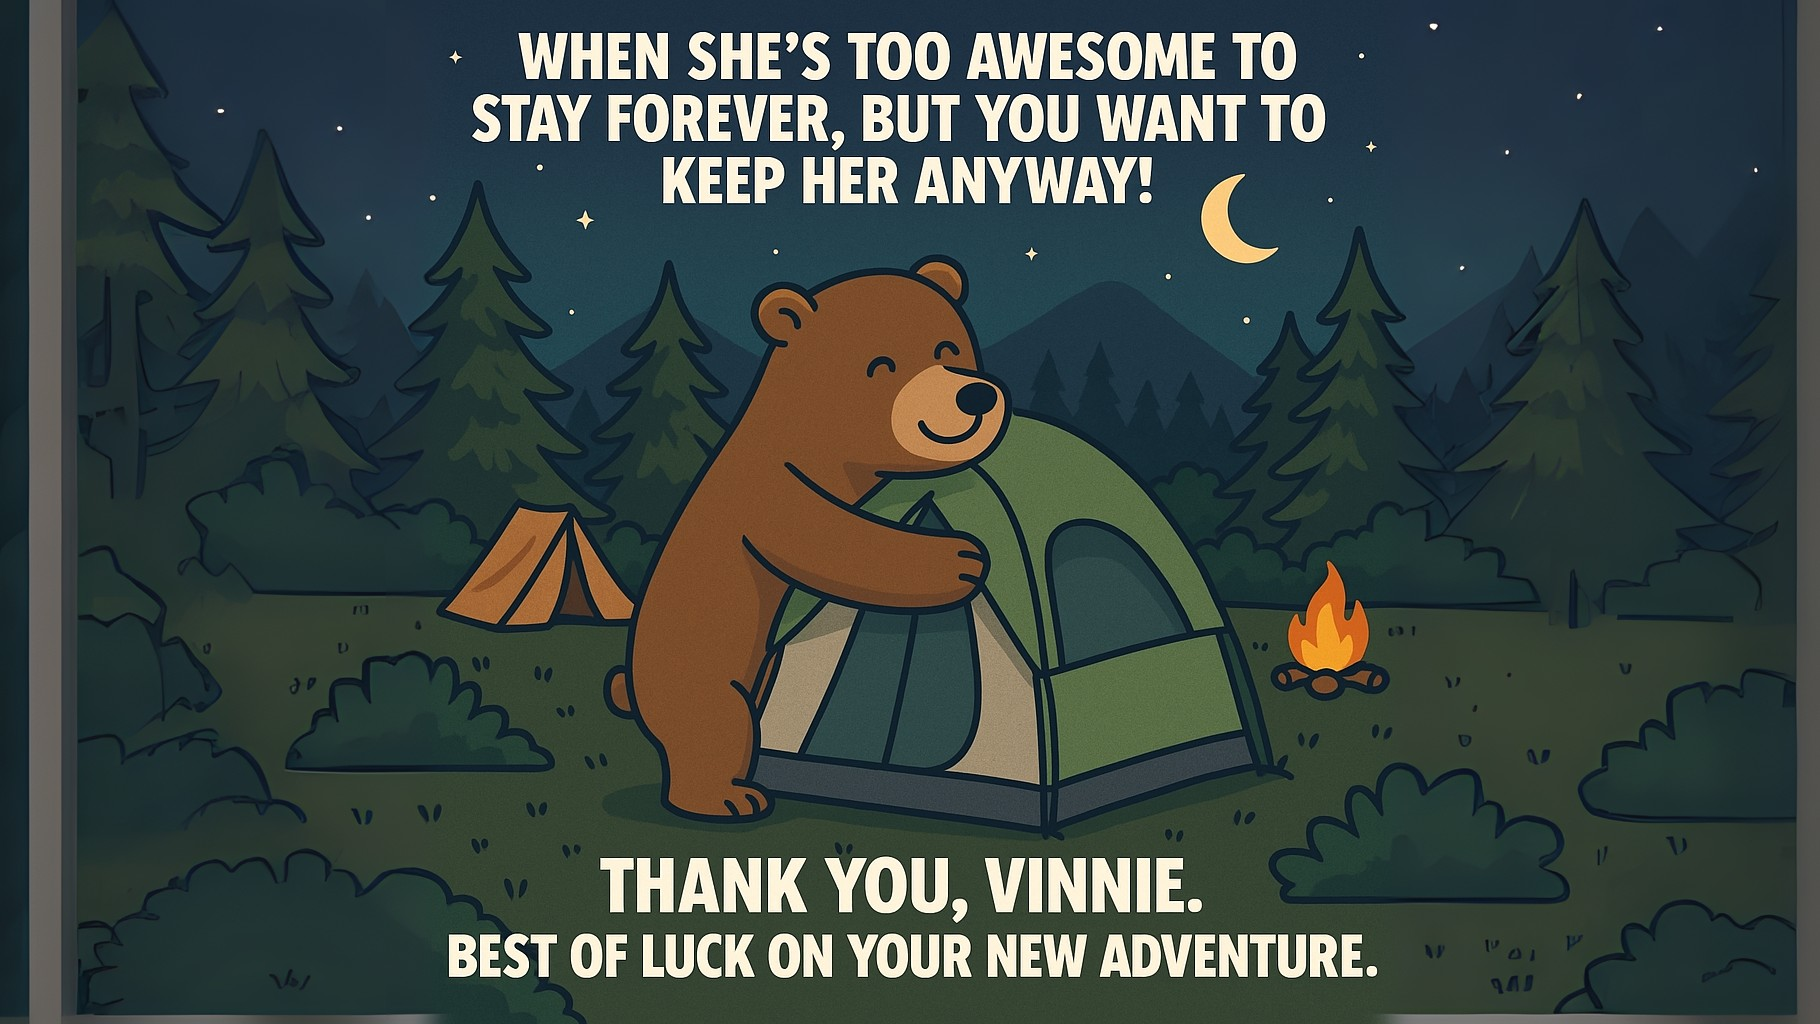 WHEN SHE'S TOO AWESOME TO
STAY FOREVER, BUT YOU WANT TO
KEEP HER ANYWAY!
THANK YOU, VINNIE.
BEST OF LUCK ON YOUR NEW ADVENTURE.